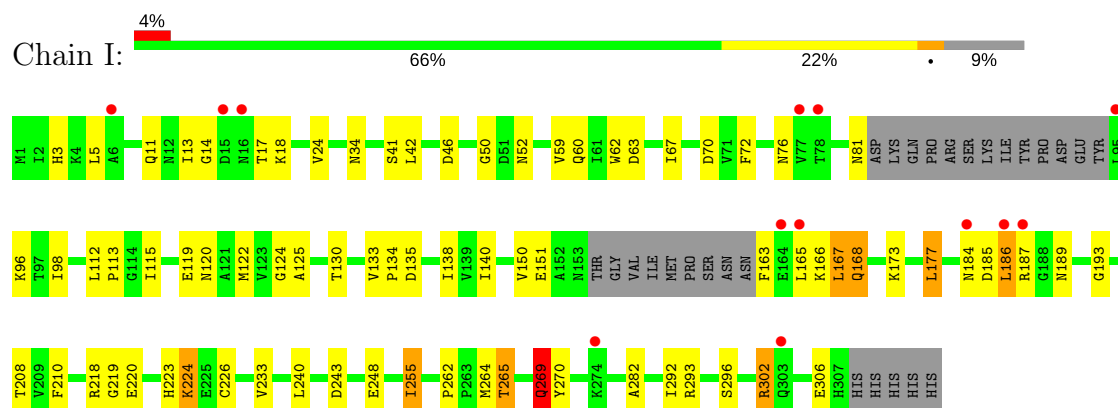 4%
Chain I:
66% 22% • 9%
M1 I2 H3 K4 L5 A6 Q11 N12 I13 G14 D15 N16 T17 K18 V24 N34 S41 L42 D46 G50 D51 N52 V59 Q60 I61 W62 D63 I67 D70 V71 F72 N76 V77 T78 N81 ASP LYS GLN PRO ARG SER LYS ILE TYR PRO ASP GLU TYR L95
K96 T97 I98 L112 P113 G114 I115 E119 N120 A121 M122 V123 G124 A125 T130 V133 P134 D135 I138 V139 I140 V150 E151 A152 N153 THR GLY VAL ILE MET PRO SER ASN ASN F163 E164 L165 K166 L167 Q168 K173 L177 N184 D185 L186 R187 G188 N189 G193
T208 V209 F210 R218 G219 E220 H223 K224 E225 C226 V233 L240 D243 E248 I255 P262 P263 M264 T265 Q269 Y270 K274 A282 I292 R293 S296 R302 Q303 E306 H307 HIS HIS HIS HIS HIS